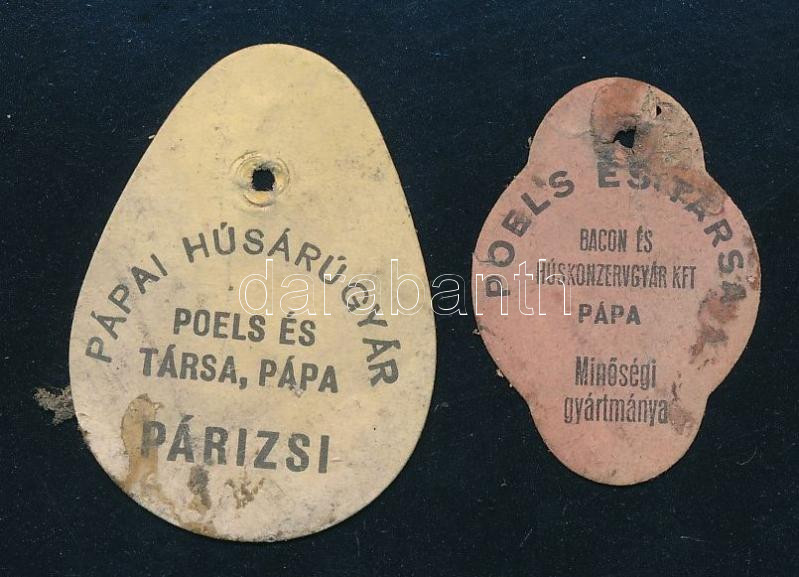 PÁPAI HÚSÁRÚGYÁR
POELS ÉS
TÁRSA, PÁPA
PÁRIZSI
POELS ÉS TÁRSA
BACON ÉS
HÚSKONZERVGYÁR KFT
PÁPA
Minőségi
gyártmánya
darabanth